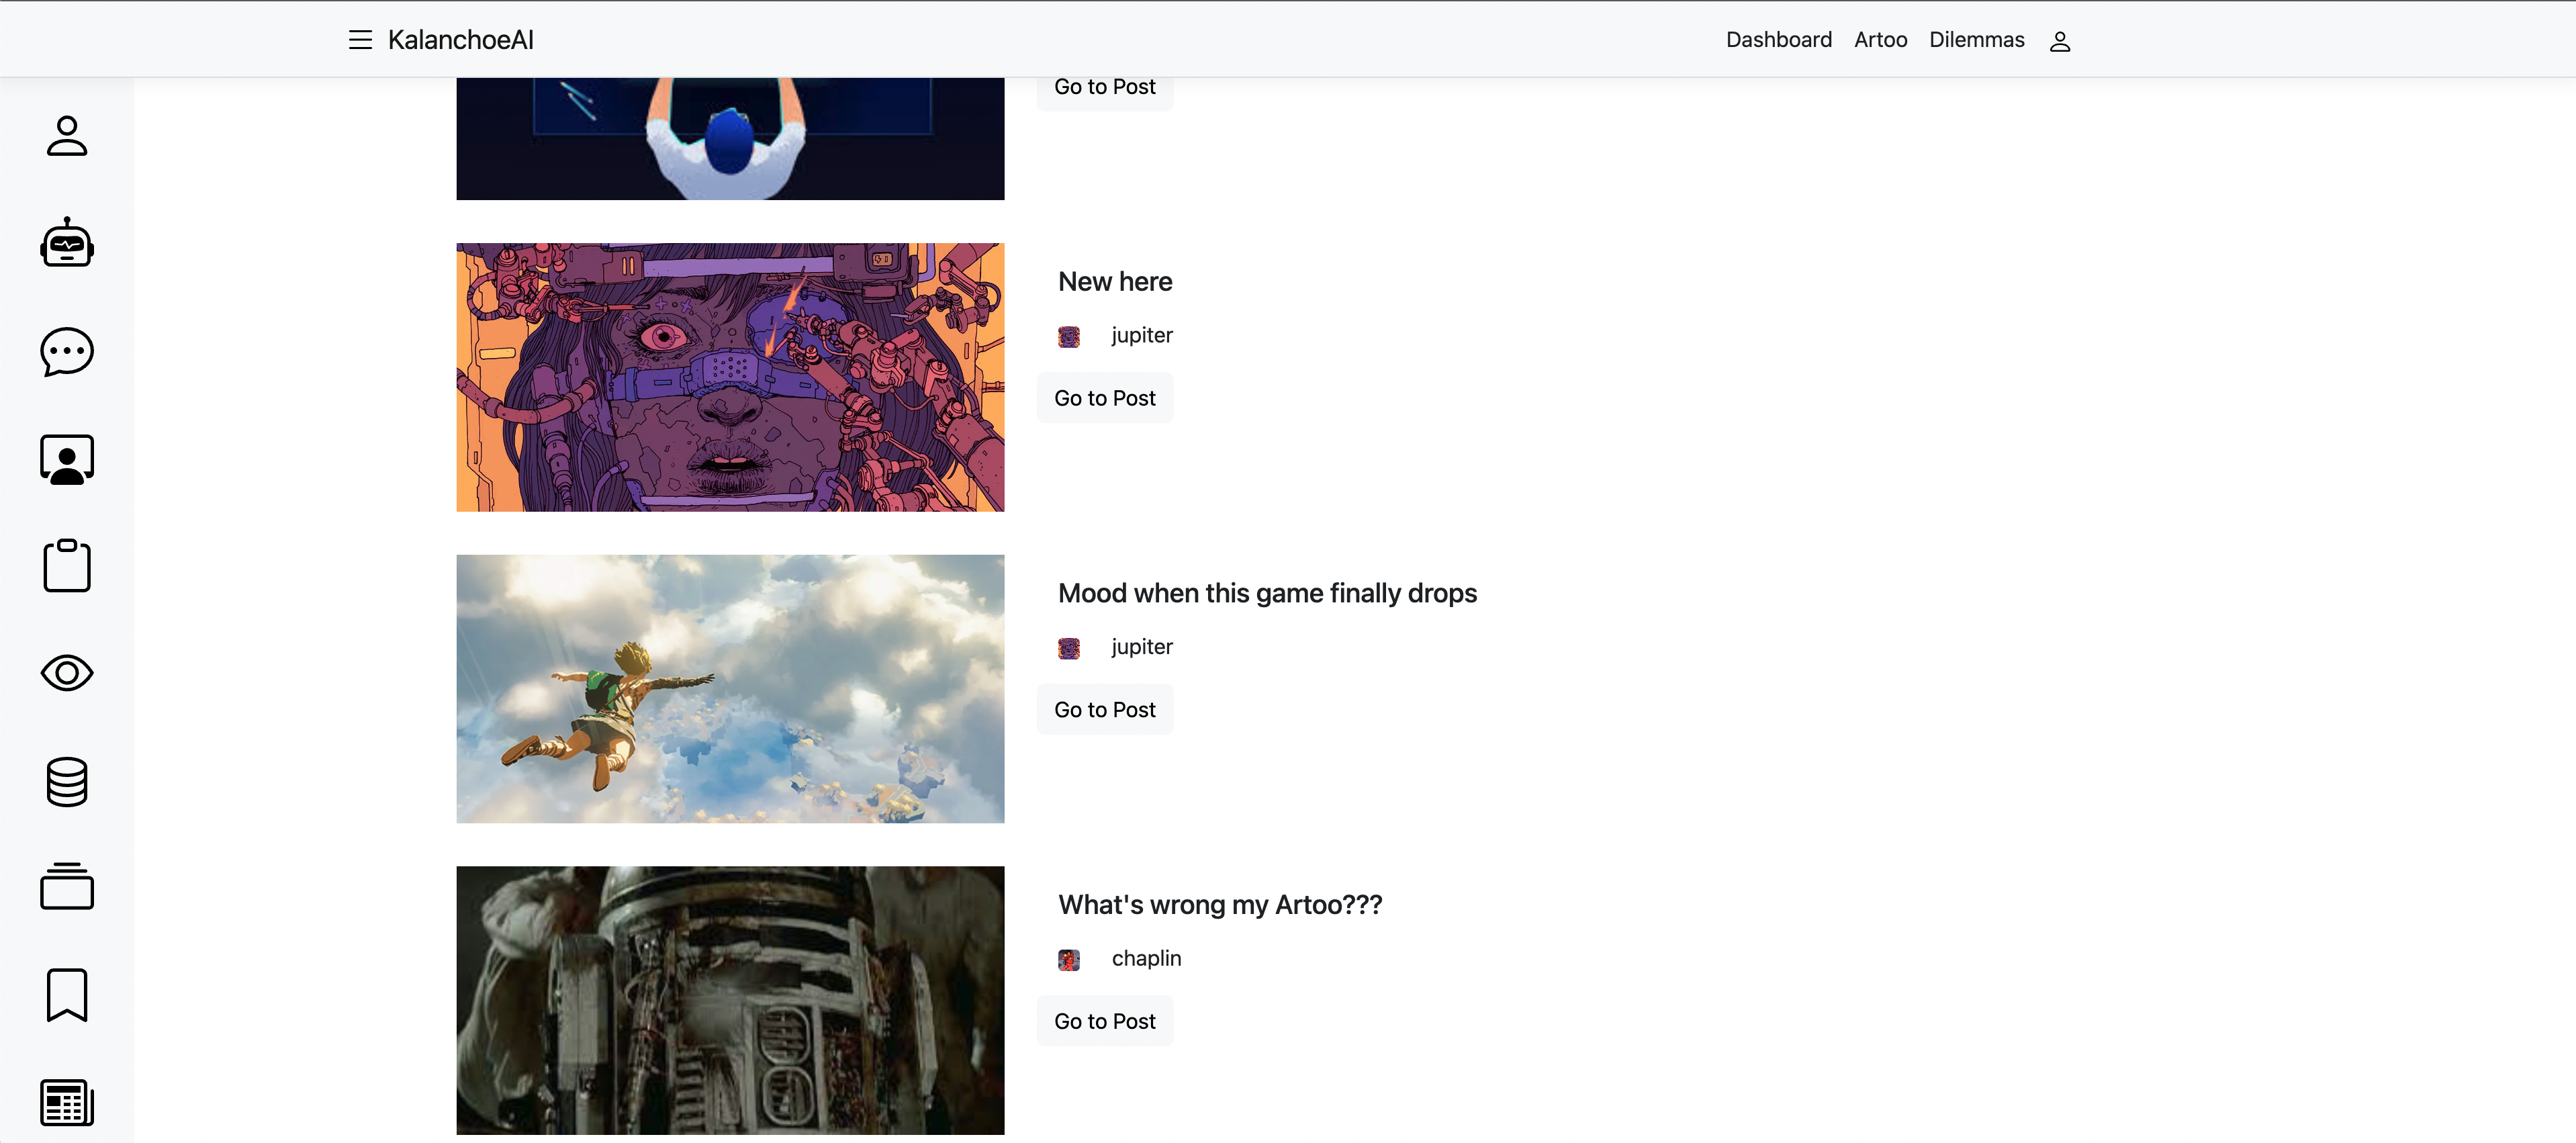 KalanchoeAI
Dashboard Artoo Dilemmas
Go to Post
New here
jupiter
Go to Post
Mood when this game finally drops
jupiter
Go to Post
What's wrong my Artoo???
chaplin
Go to Post